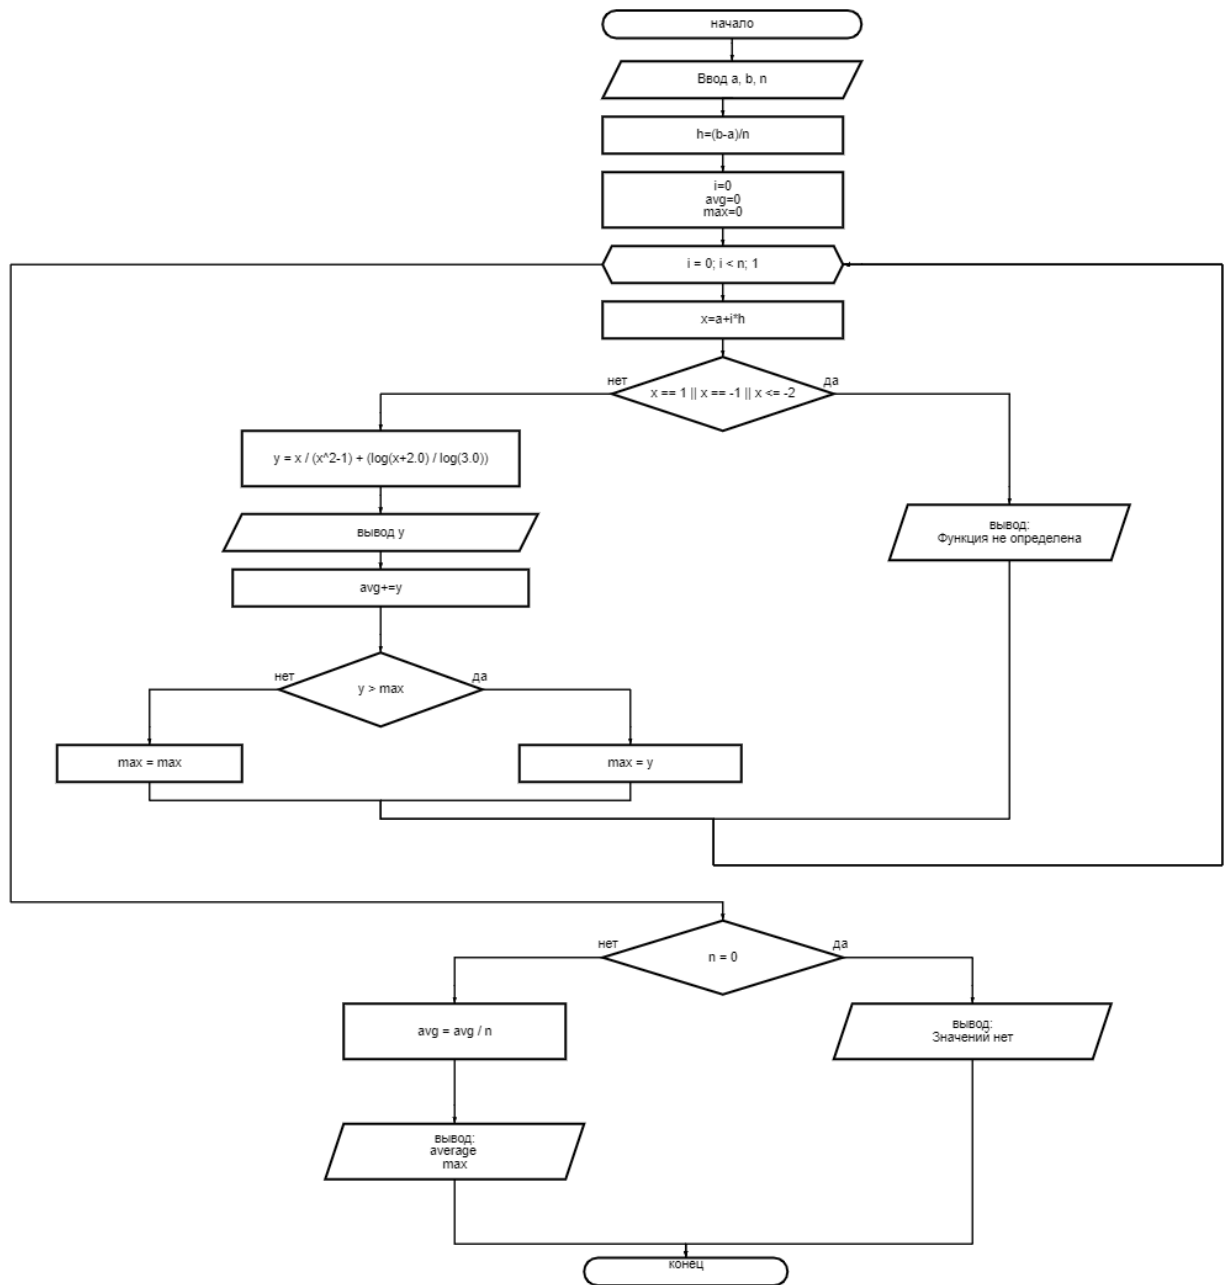 начало
Ввод a, b, n
h=(b-a)/n
i=0
avg=0
max=0
i = 0; i < n; 1
x=a+i*h
нет
да
x == 1 || x == -1 || x <= -2
y = x / (x^2-1) + (log(x+2.0) / log(3.0))
вывод y
вывод:
Функция не определена
avg+=y
нет
да
y > max
max = max
max = y
нет
да
n = 0
avg = avg / n
вывод:
Значений нет
вывод:
average
max
конец